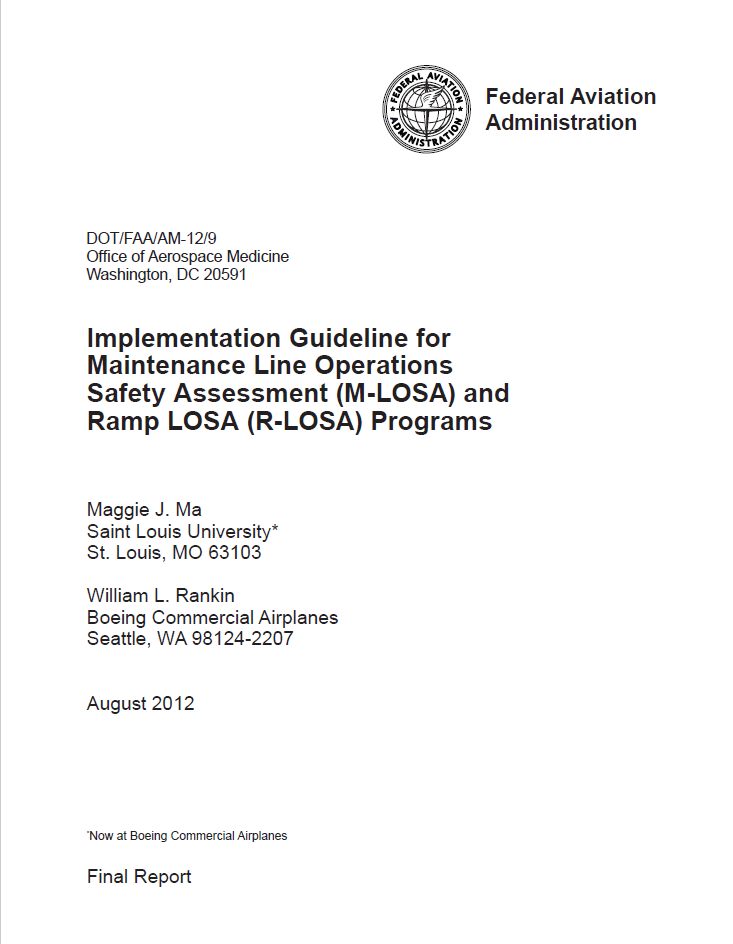 FEDERAL AVIATION
ADMINISTRATION
Federal Aviation
Administration
DOT/FAA/AM-12/9
Office of Aerospace Medicine
Washington, DC 20591
Implementation Guideline for
Maintenance Line Operations
Safety Assessment (M-LOSA) and
Ramp LOSA (R-LOSA) Programs
Maggie J. Ma
Saint Louis University*
St. Louis, MO 63103
William L. Rankin
Boeing Commercial Airplanes
Seattle, WA 98124-2207
August 2012
*Now at Boeing Commercial Airplanes
Final Report